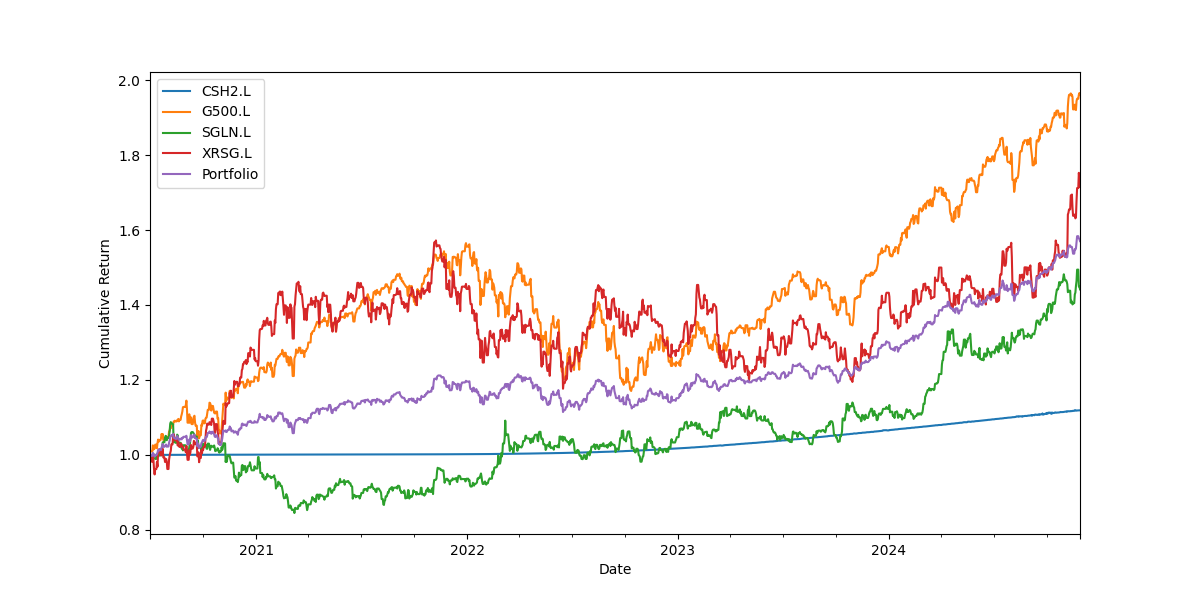 CSH2.L
G500.L
SGLN.L
XRSG.L
Portfolio
Cumulative Return
2.0
1.8
1.6
1.4
1.2
1.0
0.8
2021 2022 2023 2024
Date